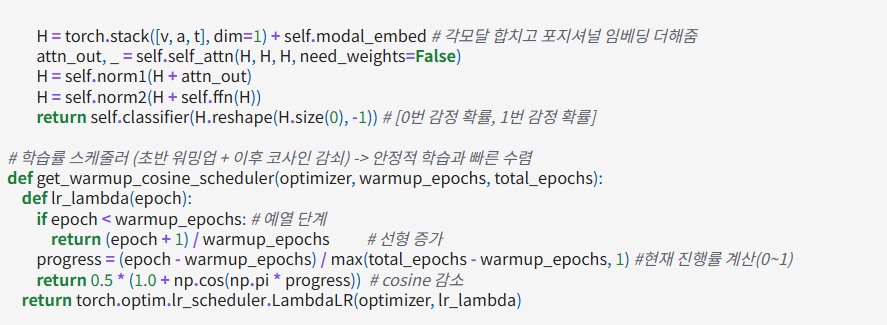 H = torch.stack([v, a, t], dim=1) + self.modal_embed # 각모달 합치고 포지셔널 임베딩 더해줌
attn_out, _ = self.self_attn(H, H, H, need_weights=False)
H = self.norm1(H + attn_out)
H = self.norm2(H + self.ffn(H))
return self.classifier(H.reshape(H.size(0), -1)) # [0번 감정 확률, 1번 감정 확률]
# 학습률 스케줄러 (초반 워밍업 + 이후 코사인 감쇠) -> 안정적 학습과 빠른 수렴
def get_warmup_cosine_scheduler(optimizer, warmup_epochs, total_epochs):
def lr_lambda(epoch):
if epoch < warmup_epochs: # 예열 단계
return (epoch + 1) / warmup_epochs # 선형 증가
progress = (epoch - warmup_epochs) / max(total_epochs - warmup_epochs, 1) #현재 진행률 계산(0~1)
return 0.5 * (1.0 + np.cos(np.pi * progress)) # cosine 감소
return torch.optim.lr_scheduler.LambdaLR(optimizer, lr_lambda)